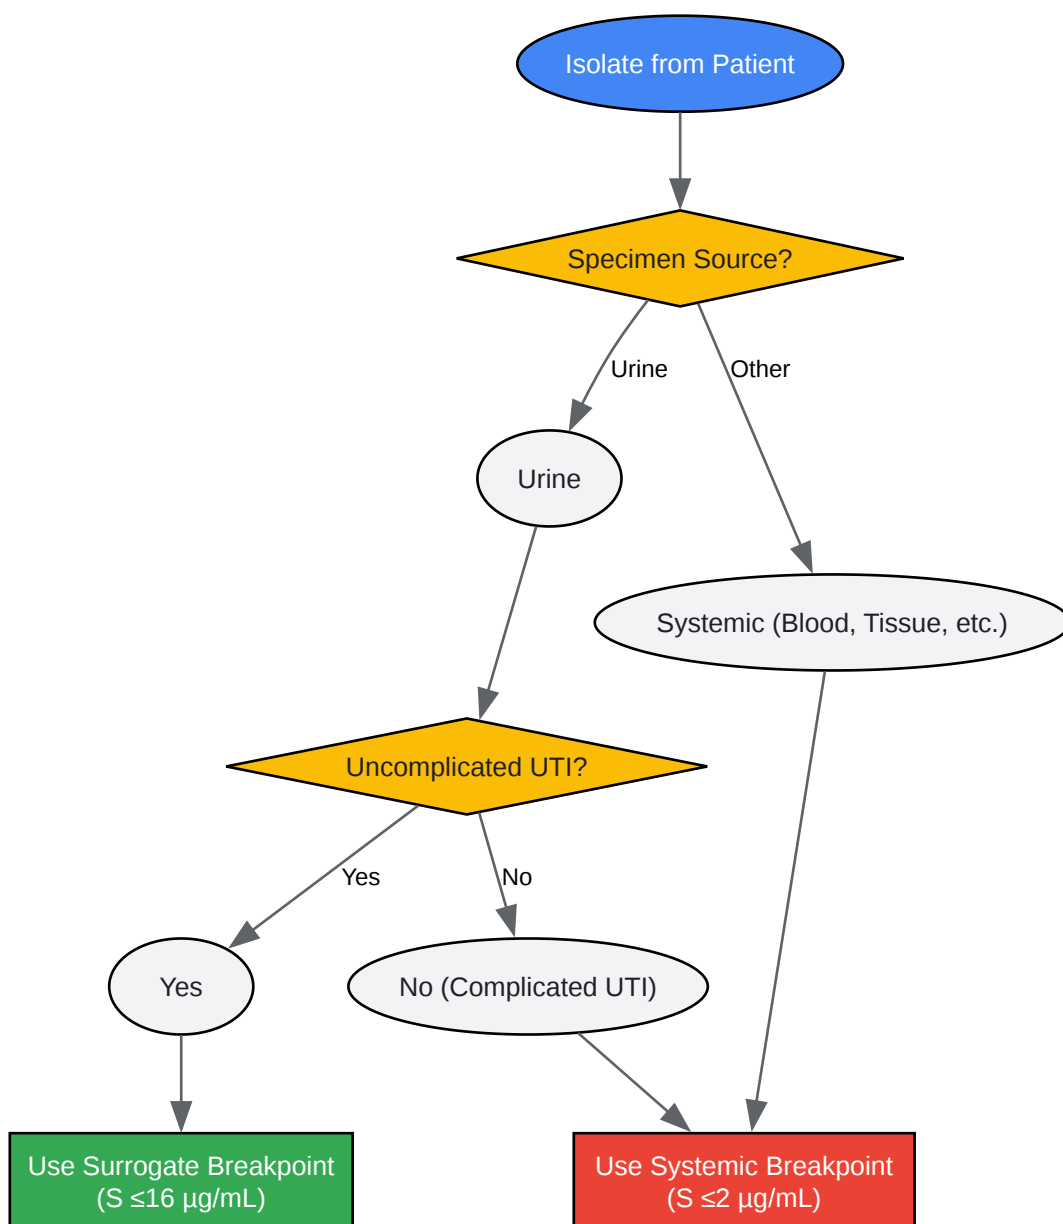 Isolate from Patient
Specimen Source?
Urine
Other
Urine
Systemic (Blood, Tissue, etc.)
Uncomplicated UTI?
Yes
No
Yes
No (Complicated UTI)
Use Surrogate Breakpoint
(S ≤16 µg/mL)
Use Systemic Breakpoint
(S ≤2 µg/mL)